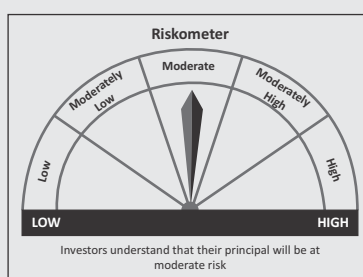 Riskometer
Low
Moderately
Low
Moderate
Moderately
High
High
LOW HIGH
Investors understand that their principal will be at
moderate risk